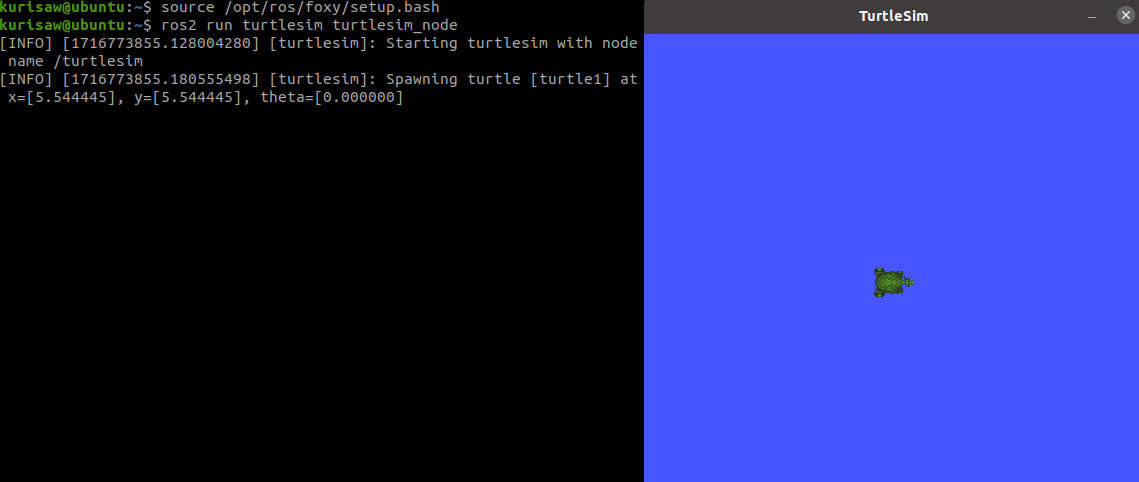 kurisaw@ubuntu:~$ source /opt/ros/foxy/setup.bash
kurisaw@ubuntu:~$ ros2 run turtlesim turtlesim_node
[INFO] [1716773855.128004280] [turtlesim]: Starting turtlesim with node
name /turtlesim
[INFO] [1716773855.180555498] [turtlesim]: Spawning turtle [turtle1] at
x=[5.544445], y=[5.544445], theta=[0.000000]
TurtleSim